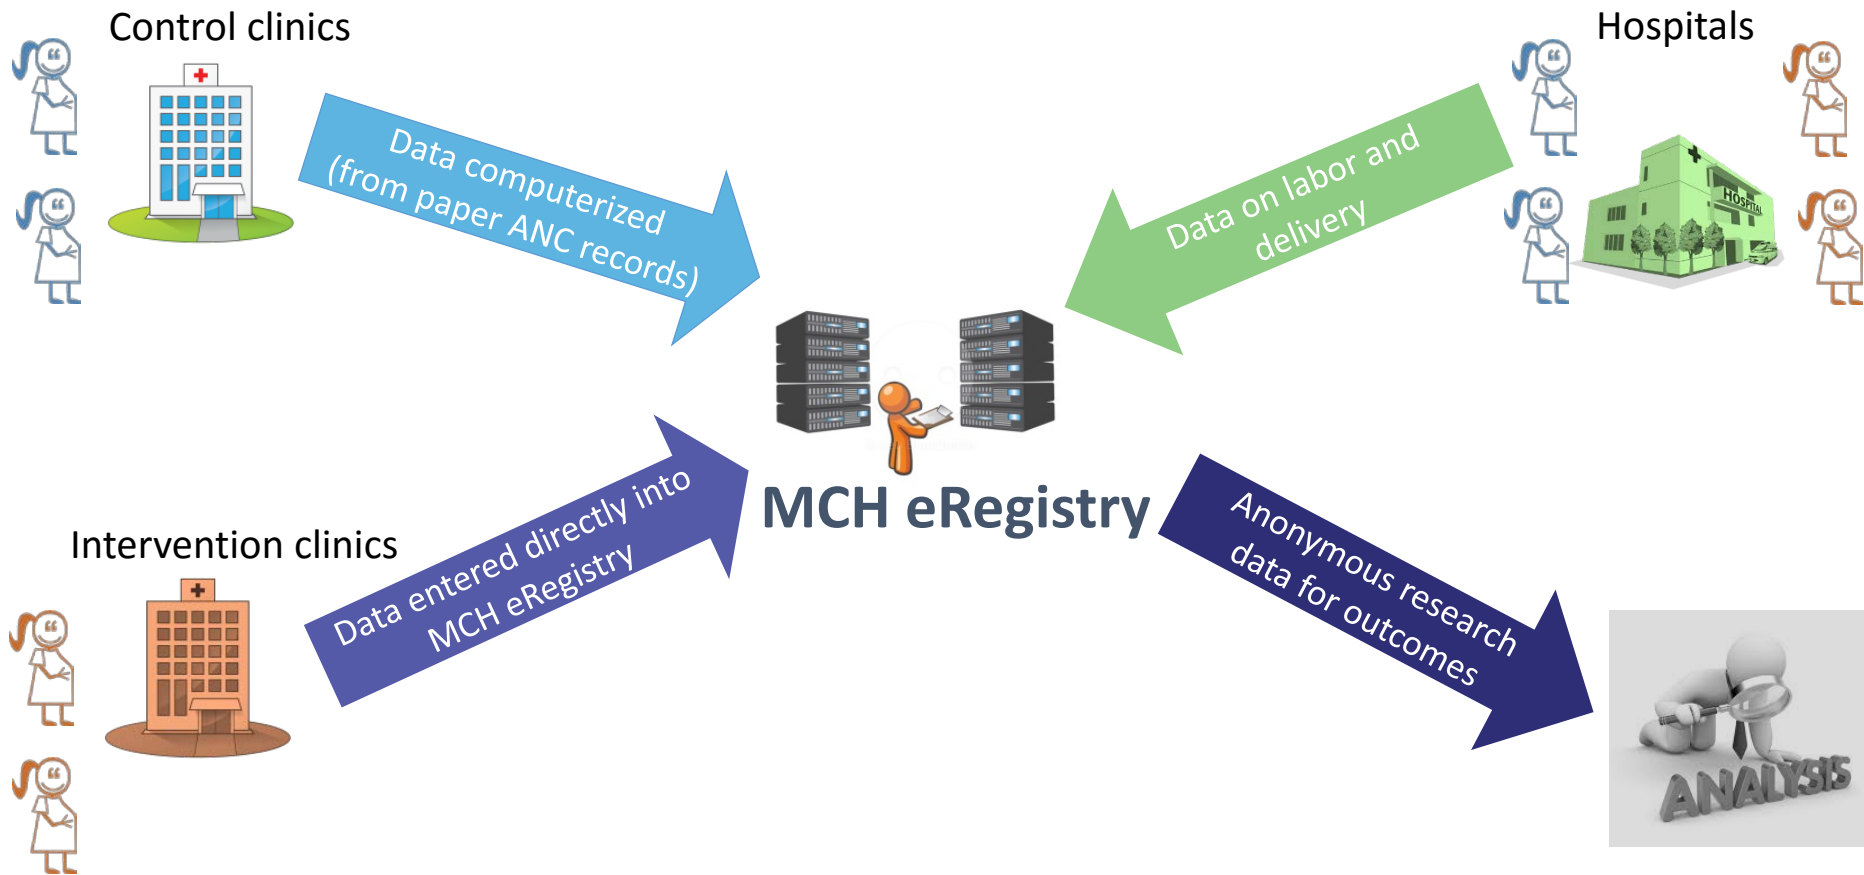 Control clinics
Hospitals
Data computerized
(from paper ANC records)
Data on labor and
delivery
HOSPITAL
MCH eRegistry
Intervention clinics
Data entered directly into
MCH eRegistry
Anonymous research
data for outcomes
ANALYSIS